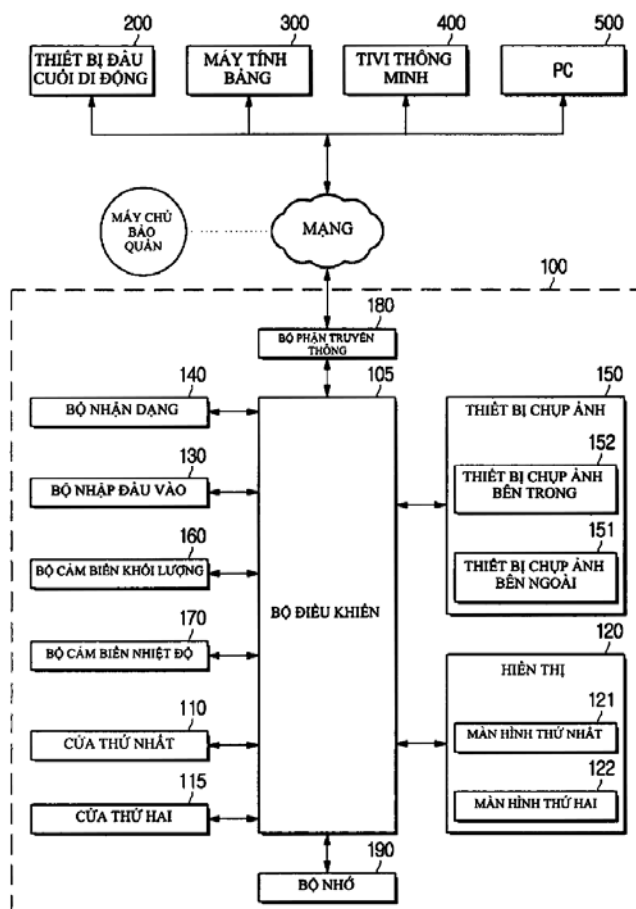 200
THIẾT BỊ ĐẦU
CUỐI DI ĐỘNG
300
MÁY TÍNH
BẢNG
400
TIVI THÔNG
MINH
500
PC
MÁY CHỦ
BẢO
QUẢN
MẠNG
100
180
BỘ PHẬN TRUYỀN
THÔNG
140
BỘ NHẬN DẠNG
130
BỘ NHẬP ĐẦU VÀO
160
BỘ CẢM BIẾN KHỐI LƯỢNG
170
BỘ CẢM BIẾN NHIỆT ĐỘ
110
CỬA THỨ NHẤT
115
CỬA THỨ HAI
105
BỘ ĐIỀU KHIỂN
150
THIẾT BỊ CHỤP ẢNH
152
THIẾT BỊ CHỤP ẢNH
BÊN TRONG
151
THIẾT BỊ CHỤP ẢNH
BÊN NGOÀI
120
HIỂN THỊ
121
MÀN HÌNH THỨ NHẤT
122
MÀN HÌNH THỨ HAI
190
BỘ NHỚ